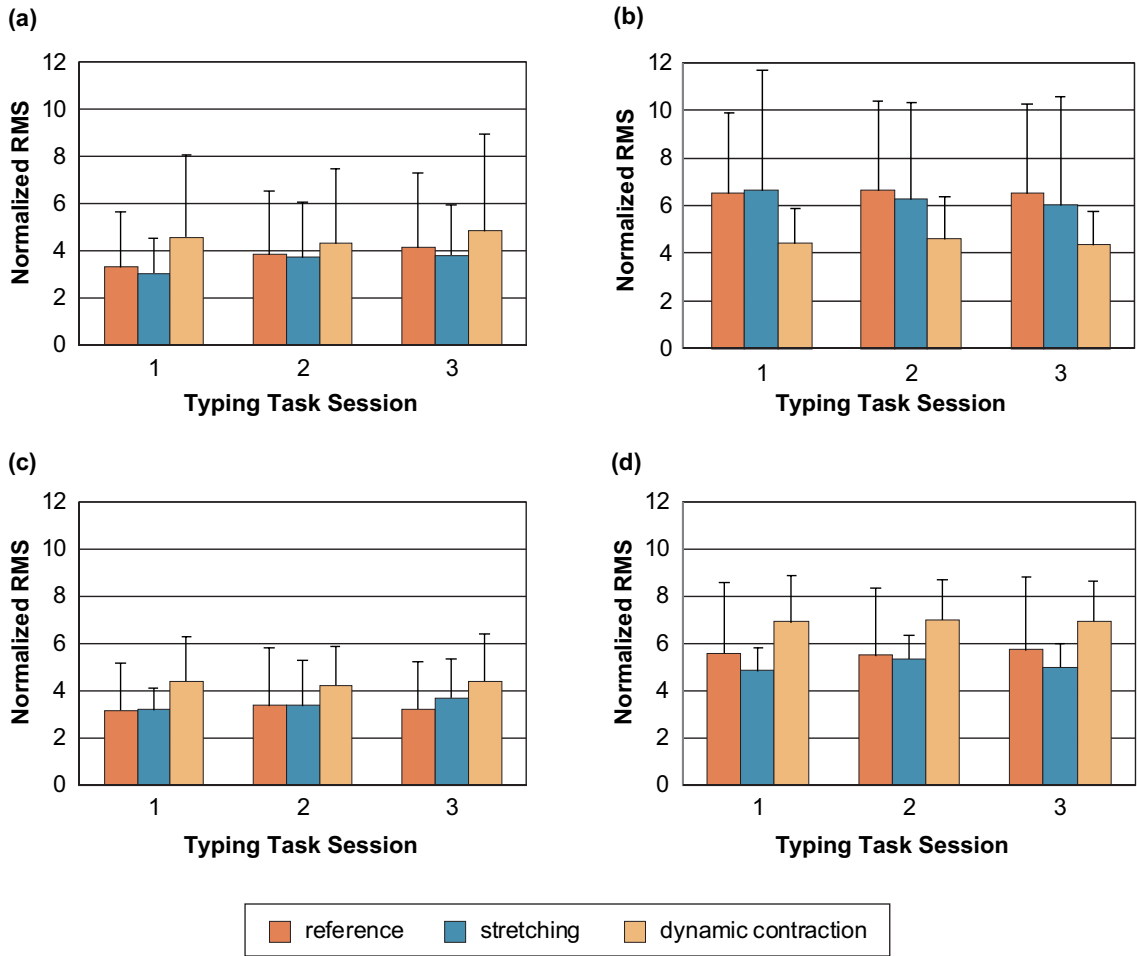 (a)
12
10
8
6
4
2
0
Normalized RMS
1 2 3
Typing Task Session
(b)
12
10
8
6
4
2
0
Normalized RMS
1 2 3
Typing Task Session
(c)
12
10
8
6
4
2
0
Normalized RMS
1 2 3
Typing Task Session
(d)
12
10
8
6
4
2
0
Normalized RMS
1 2 3
Typing Task Session
reference stretching dynamic contraction